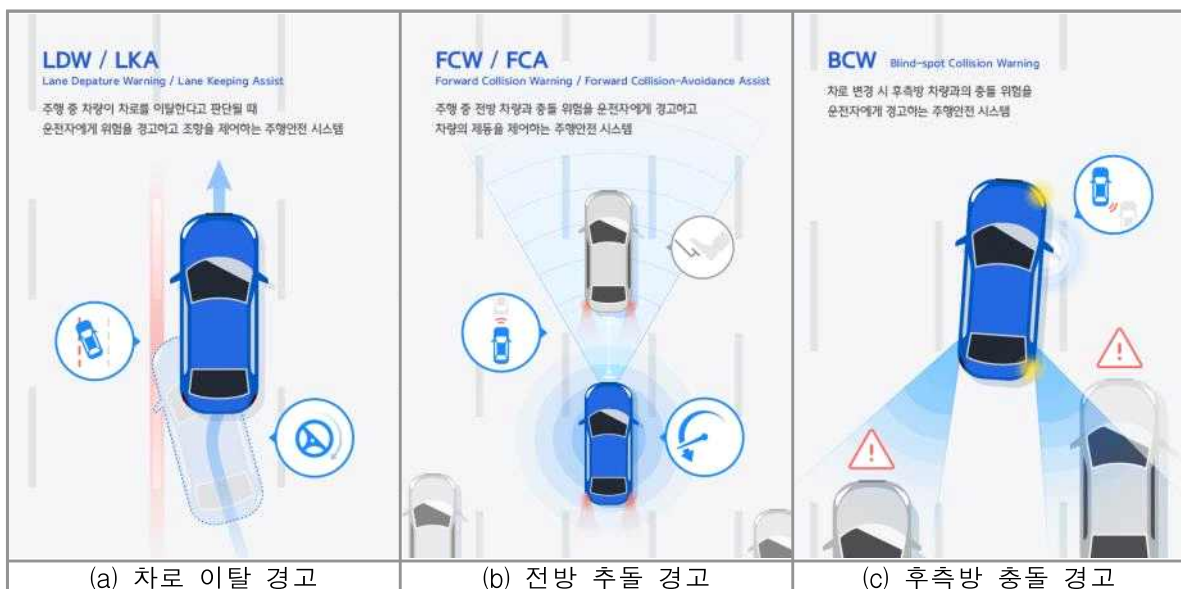 LDW / LKA
Lane Depature Warning / Lane Keeping Assist
주행 중 차량이 차로를 이탈한다고 판단될 때
운전자에게 위험을 경고하고 조향을 제어하는 주행안전 시스템
(a) 차로 이탈 경고
FCW / FCA
Forward Collision Warning / Forward Collision-Avoidance Assist
주행 중 전방 차량과 충돌 위험을 운전자에게 경고하고
차량의 제동을 제어하는 주행안전 시스템
(b) 전방 추돌 경고
BCW Blind-spot Collision Warning
차로 변경 시 후측방 차량과의 충돌 위험을
운전자에게 경고하는 주행안전 시스템
(c) 후측방 충돌 경고